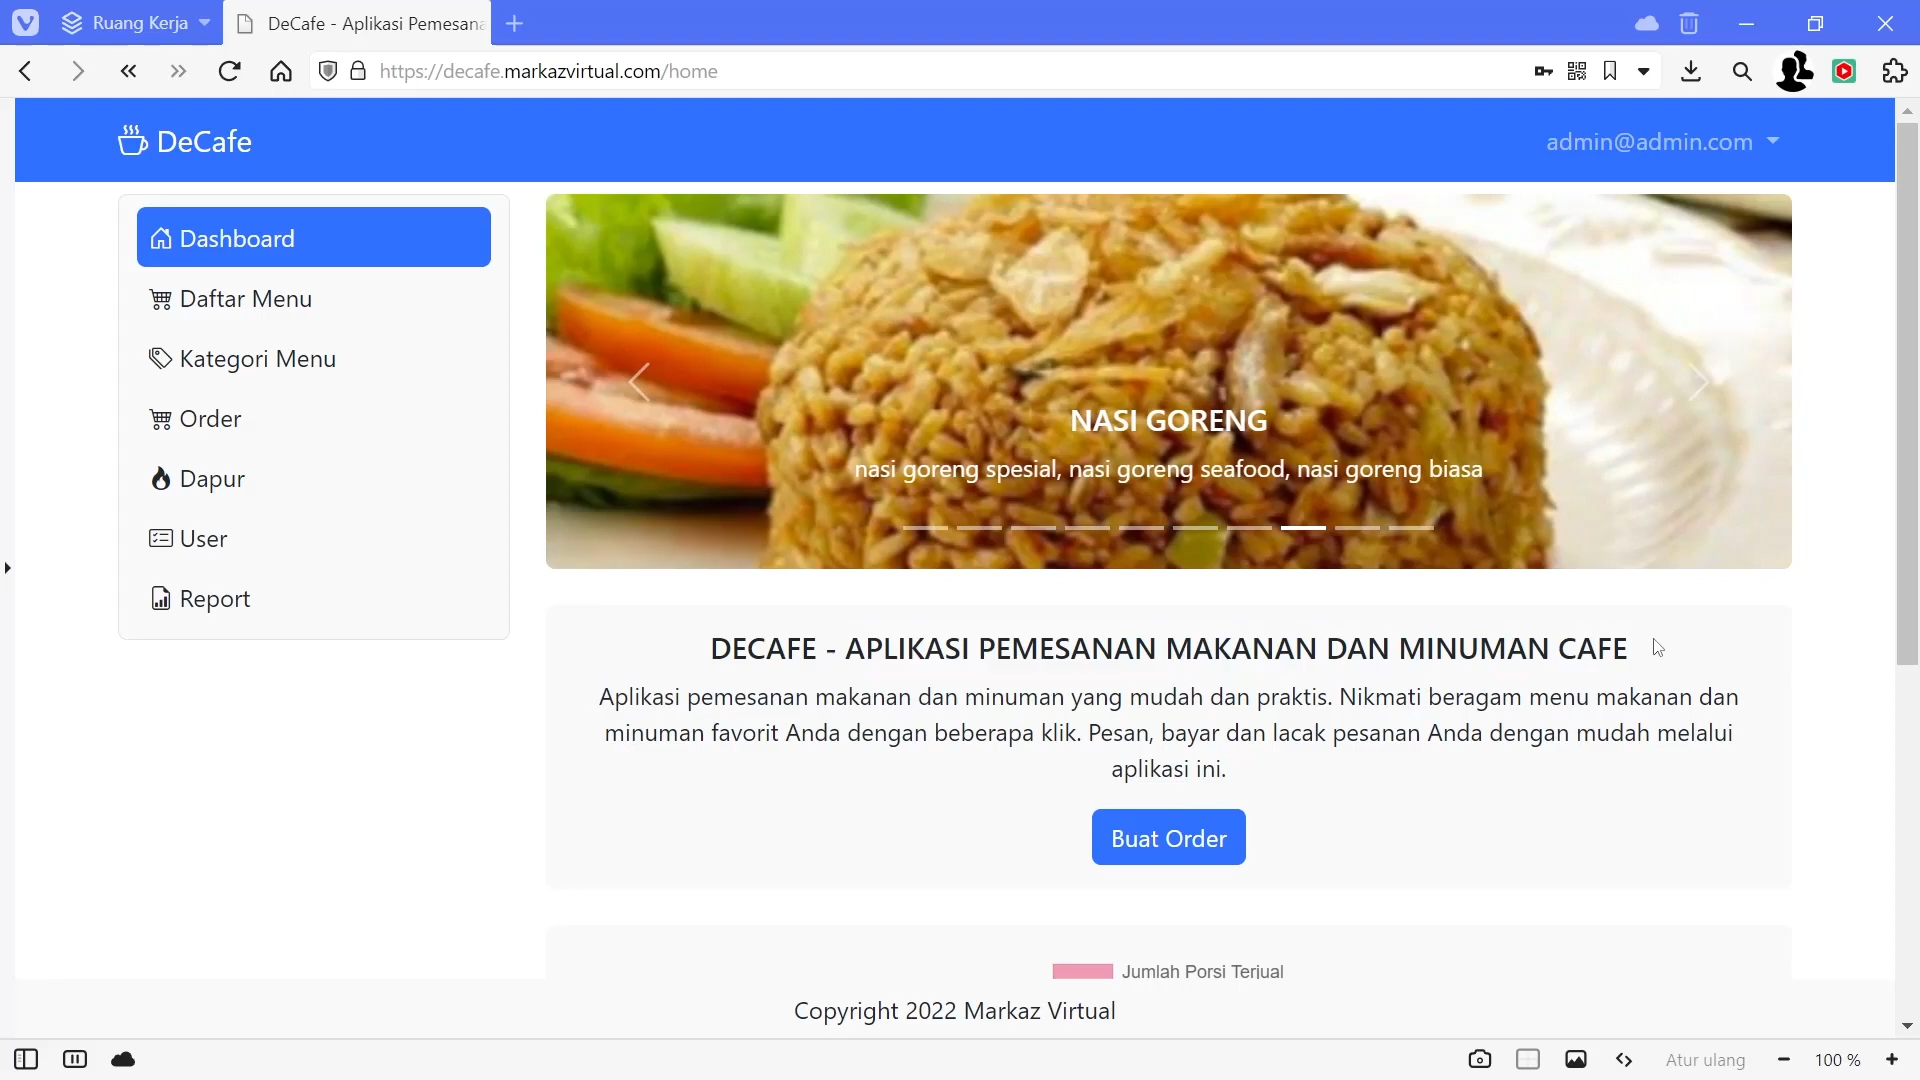 Ruang Kerja
DeCafe - Aplikasi Pemesana
https://decafe.markazvirtual.com/home
DeCafe
admin@admin.com
Dashboard
Daftar Menu
Kategori Menu
Order
Dapur
User
Report
NASI GORENG
nasi goreng spesial, nasi goreng seafood, nasi goreng biasa
DECAFE - APLIKASI PEMESANAN MAKANAN DAN MINUMAN CAFE
Aplikasi pemesanan makanan dan minuman yang mudah dan praktis. Nikmati beragam menu makanan dan
minuman favorit Anda dengan beberapa klik. Pesan, bayar dan lacak pesanan Anda dengan mudah melalui
aplikasi ini.
Buat Order
Jumlah Porsi Terjual
Copyright 2022 Markaz Virtual
Atur ulang
100 %